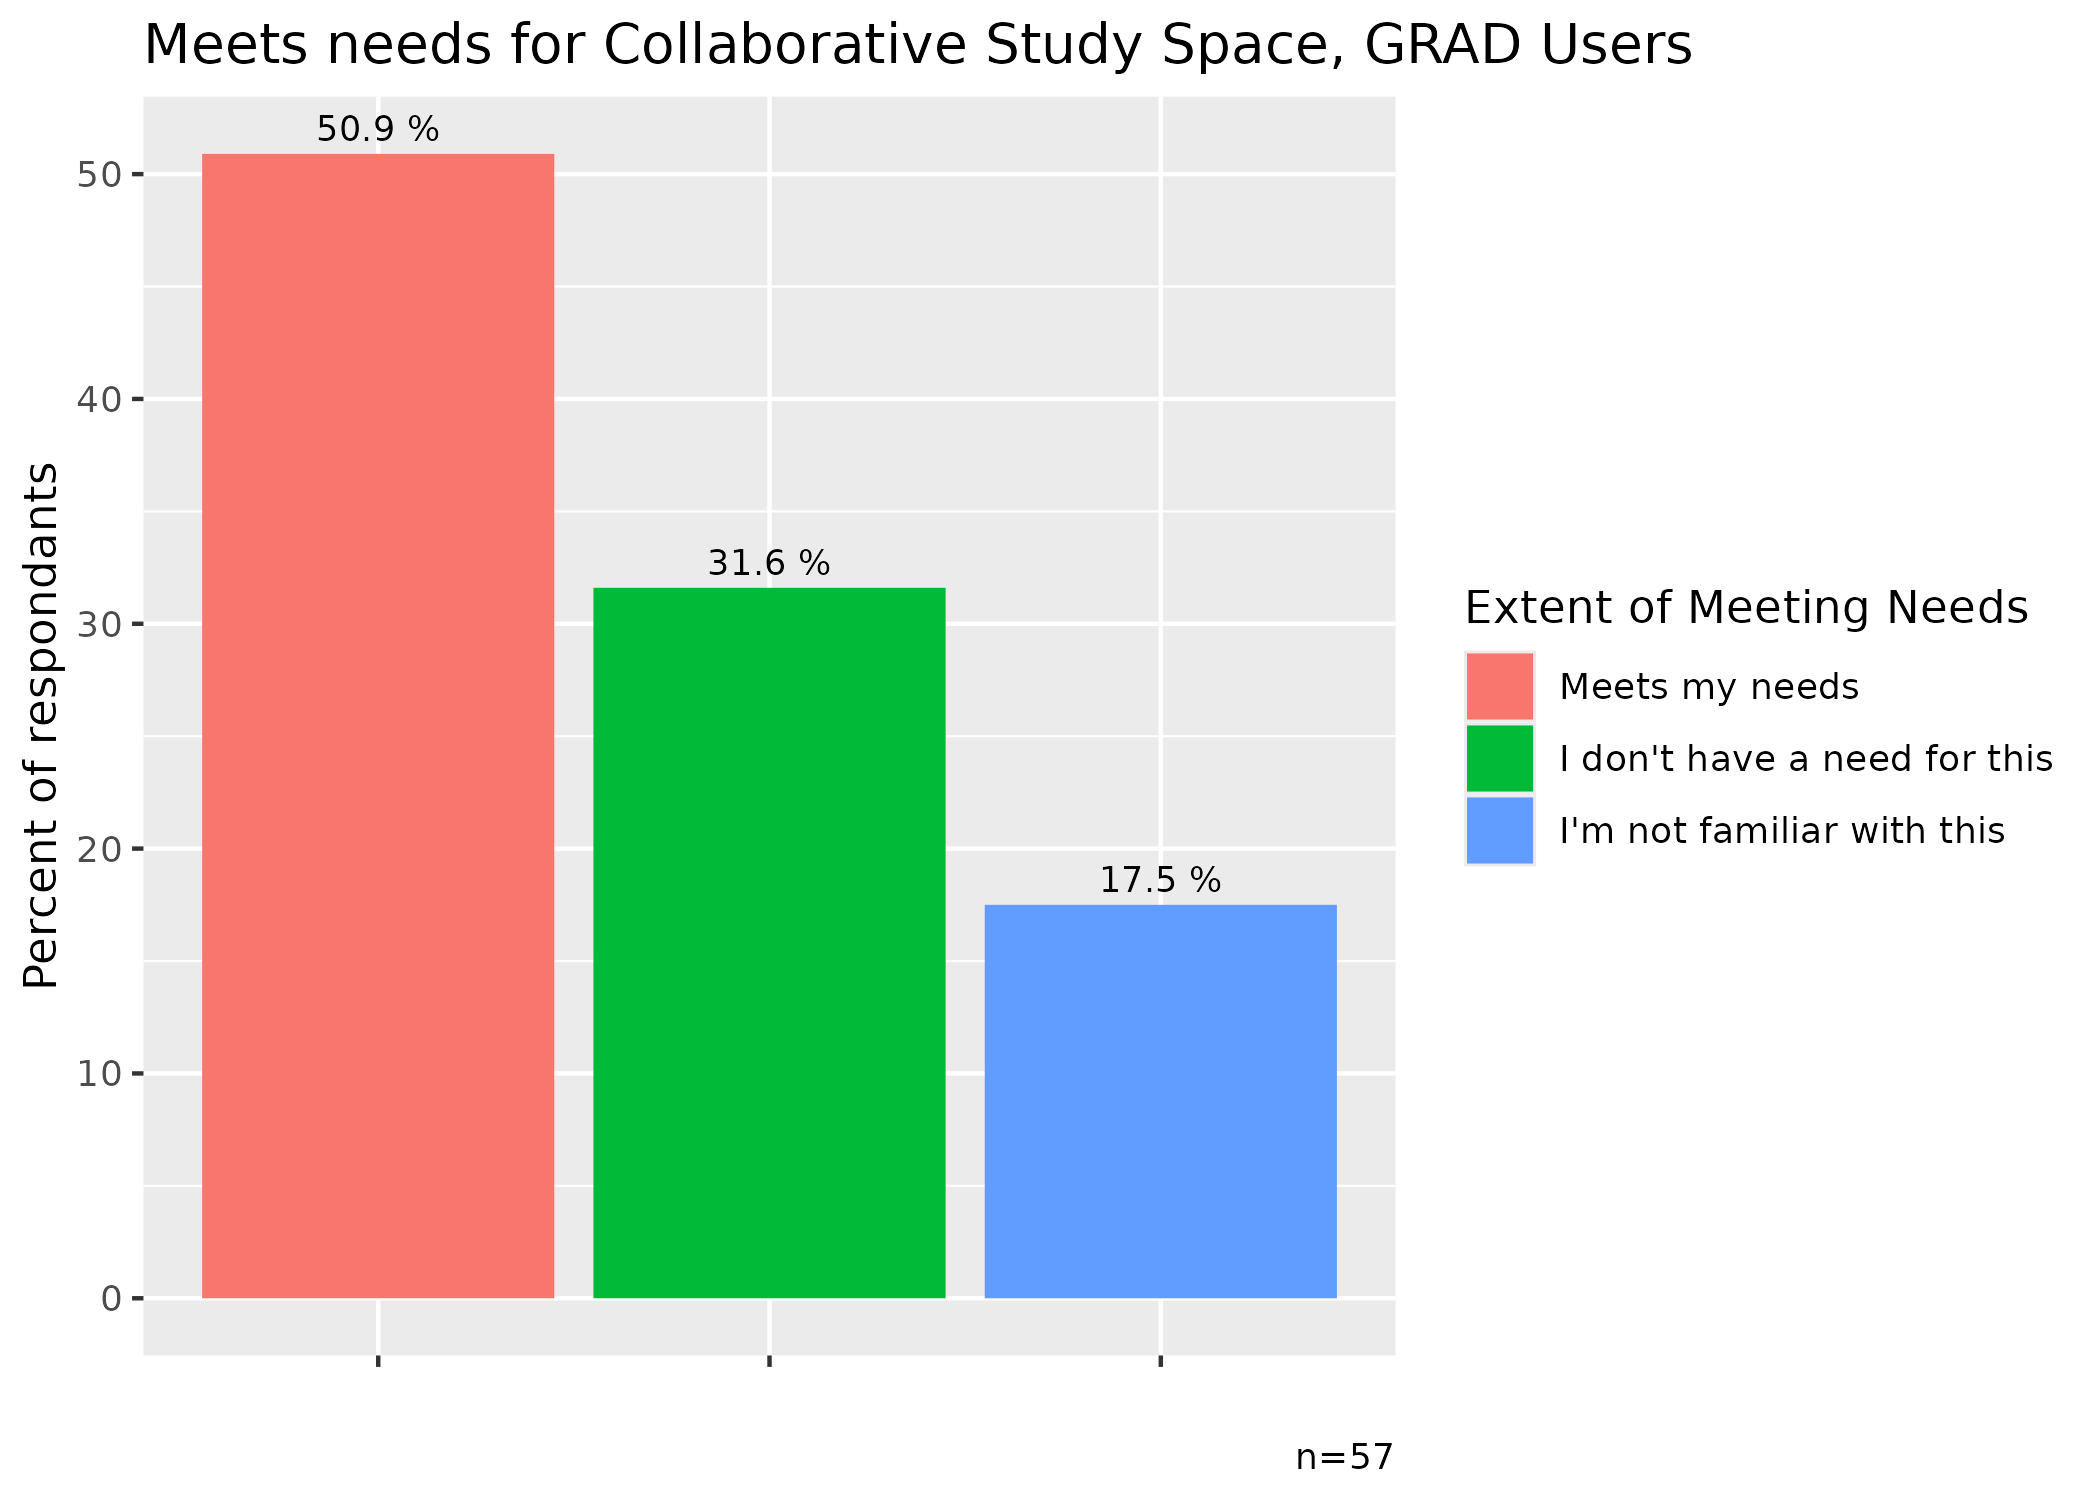 Meets needs for Collaborative Study Space, GRAD Users
Percent of respondants
50
40
30
20
10
0
50.9 %
31.6 %
17.5 %
Extent of Meeting Needs
Meets my needs
I don't have a need for this
I'm not familiar with this
n=57